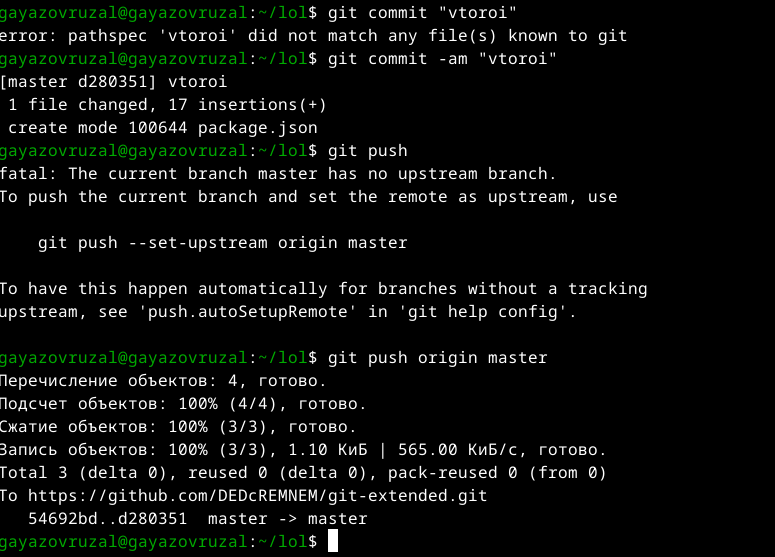 gayazovruzal@gayazovruzal:~/lol$ git commit "vtoroi"
error: pathspec 'vtoroi' did not match any file(s) known to git
gayazovruzal@gayazovruzal:~/lol$ git commit -am "vtoroi"
[master d280351] vtoroi
 1 file changed, 17 insertions(+)
 create mode 100644 package.json
gayazovruzal@gayazovruzal:~/lol$ git push
fatal: The current branch master has no upstream branch.
To push the current branch and set the remote as upstream, use

    git push --set-upstream origin master

To have this happen automatically for branches without a tracking
upstream, see 'push.autoSetupRemote' in 'git help config'.

gayazovruzal@gayazovruzal:~/lol$ git push origin master
Перечисление объектов: 4, готово.
Подсчет объектов: 100% (4/4), готово.
Сжатие объектов: 100% (3/3), готово.
Запись объектов: 100% (3/3), 1.10 КиБ | 565.00 КиБ/с, готово.
Total 3 (delta 0), reused 0 (delta 0), pack-reused 0 (from 0)
To https://github.com/DEDcREMNEM/git-extended.git
   54692bd..d280351  master -> master
gayazovruzal@gayazovruzal:~/lol$